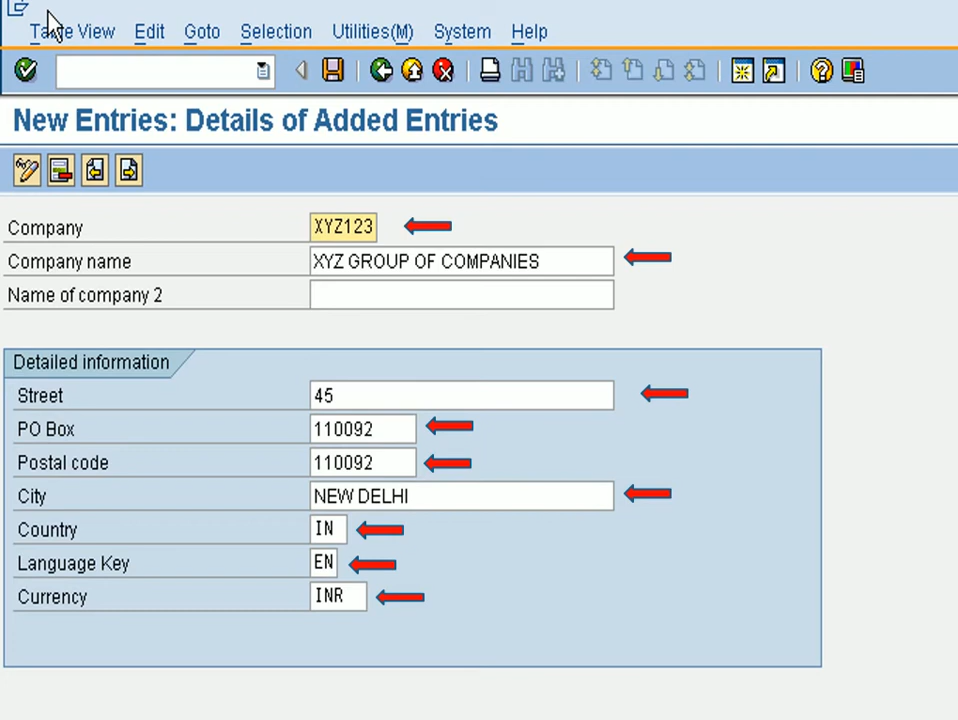 Table View Edit Goto Selection Utilities(M) System Help
New Entries: Details of Added Entries
Company XYZ123
Company name XYZ GROUP OF COMPANIES
Name of company 2
Detailed information
Street 45
PO Box 110092
Postal code 110092
City NEW DELHI
Country IN
Language Key EN
Currency INR